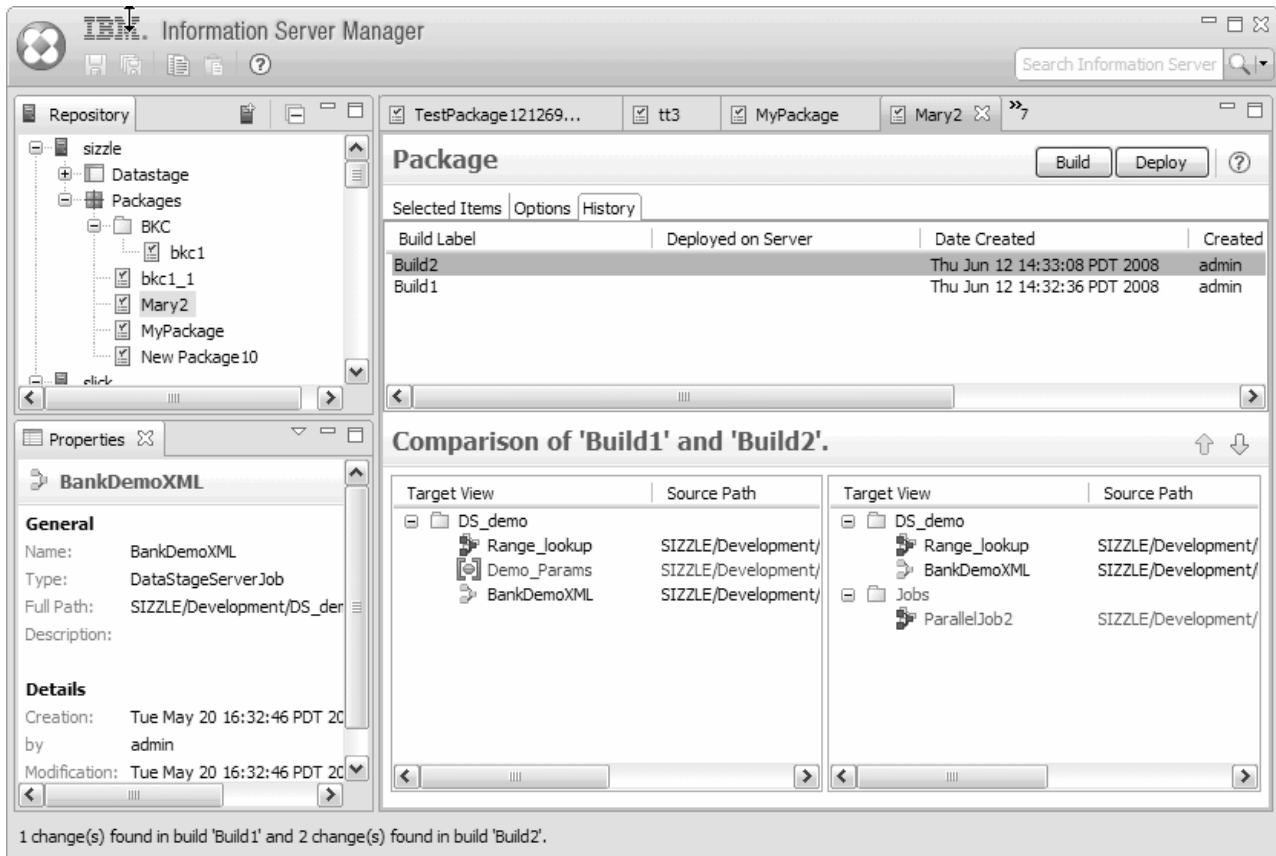 IBM. Information Server Manager
Search Information Server
Repository
sizzle
Datastage
Packages
BKC
bkc1
bkc1_1
Mary2
MyPackage
New Package10
slick
Properties
BankDemoXML
General
Name: BankDemoXML
Type: DataStageServerJob
Full Path: SIZZLE/Development/DS_der
Description:
Details
Creation: Tue May 20 16:32:46 PDT 20
by admin
Modification: Tue May 20 16:32:46 PDT 20
TestPackage121269... tt3 MyPackage Mary2 »7
Package Build Deploy
Selected Items Options History
Build Label Deployed on Server Date Created Created
Build2 Thu Jun 12 14:33:08 PDT 2008 admin
Build1 Thu Jun 12 14:32:36 PDT 2008 admin
Comparison of 'Build1' and 'Build2'.
Target View Source Path
DS_demo
Range_lookup SIZZLE/Development/
Demo_Params SIZZLE/Development/
BankDemoXML SIZZLE/Development/
Target View Source Path
DS_demo
Range_lookup SIZZLE/Development/
BankDemoXML SIZZLE/Development/
Jobs
ParallelJob2 SIZZLE/Development/
1 change(s) found in build 'Build1' and 2 change(s) found in build 'Build2'.